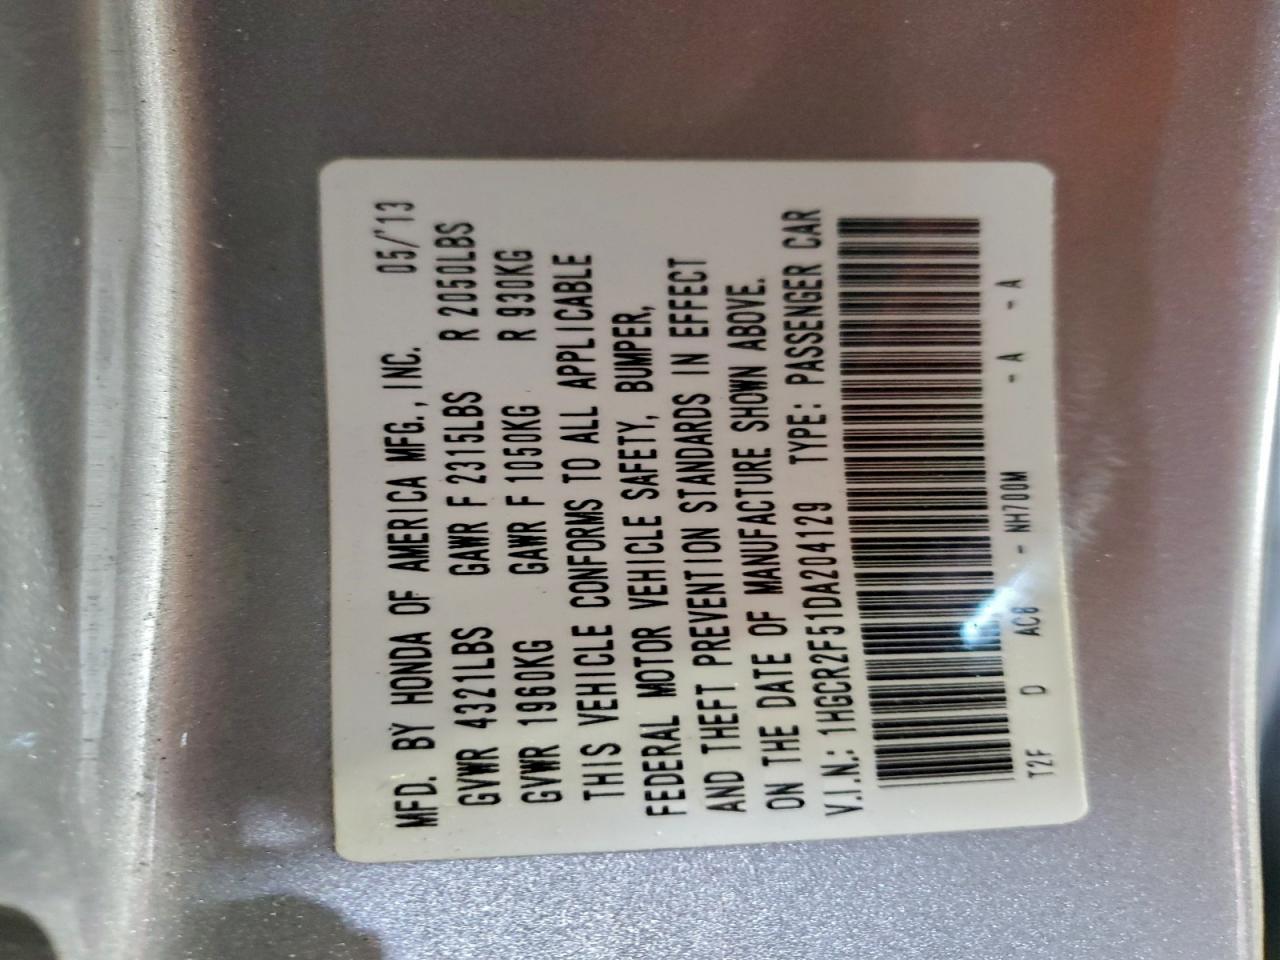 MFD. BY HONDA OF AMERICA MFG., INC. 05/'13
GVWR 4321LBS GAWR F 2315LBS R 2050LBS
GVWR 1960KG GAWR F 1050KG R 930KG
THIS VEHICLE CONFORMS TO ALL APPLICABLE
FEDERAL MOTOR VEHICLE SAFETY, BUMPER,
AND THEFT PREVENTION STANDARDS IN EFFECT
ON THE DATE OF MANUFACTURE SHOWN ABOVE.
V.I.N.: 1HGCR2F51DA204129 TYPE: PASSENGER CAR
T2F D - NH700M - A - A